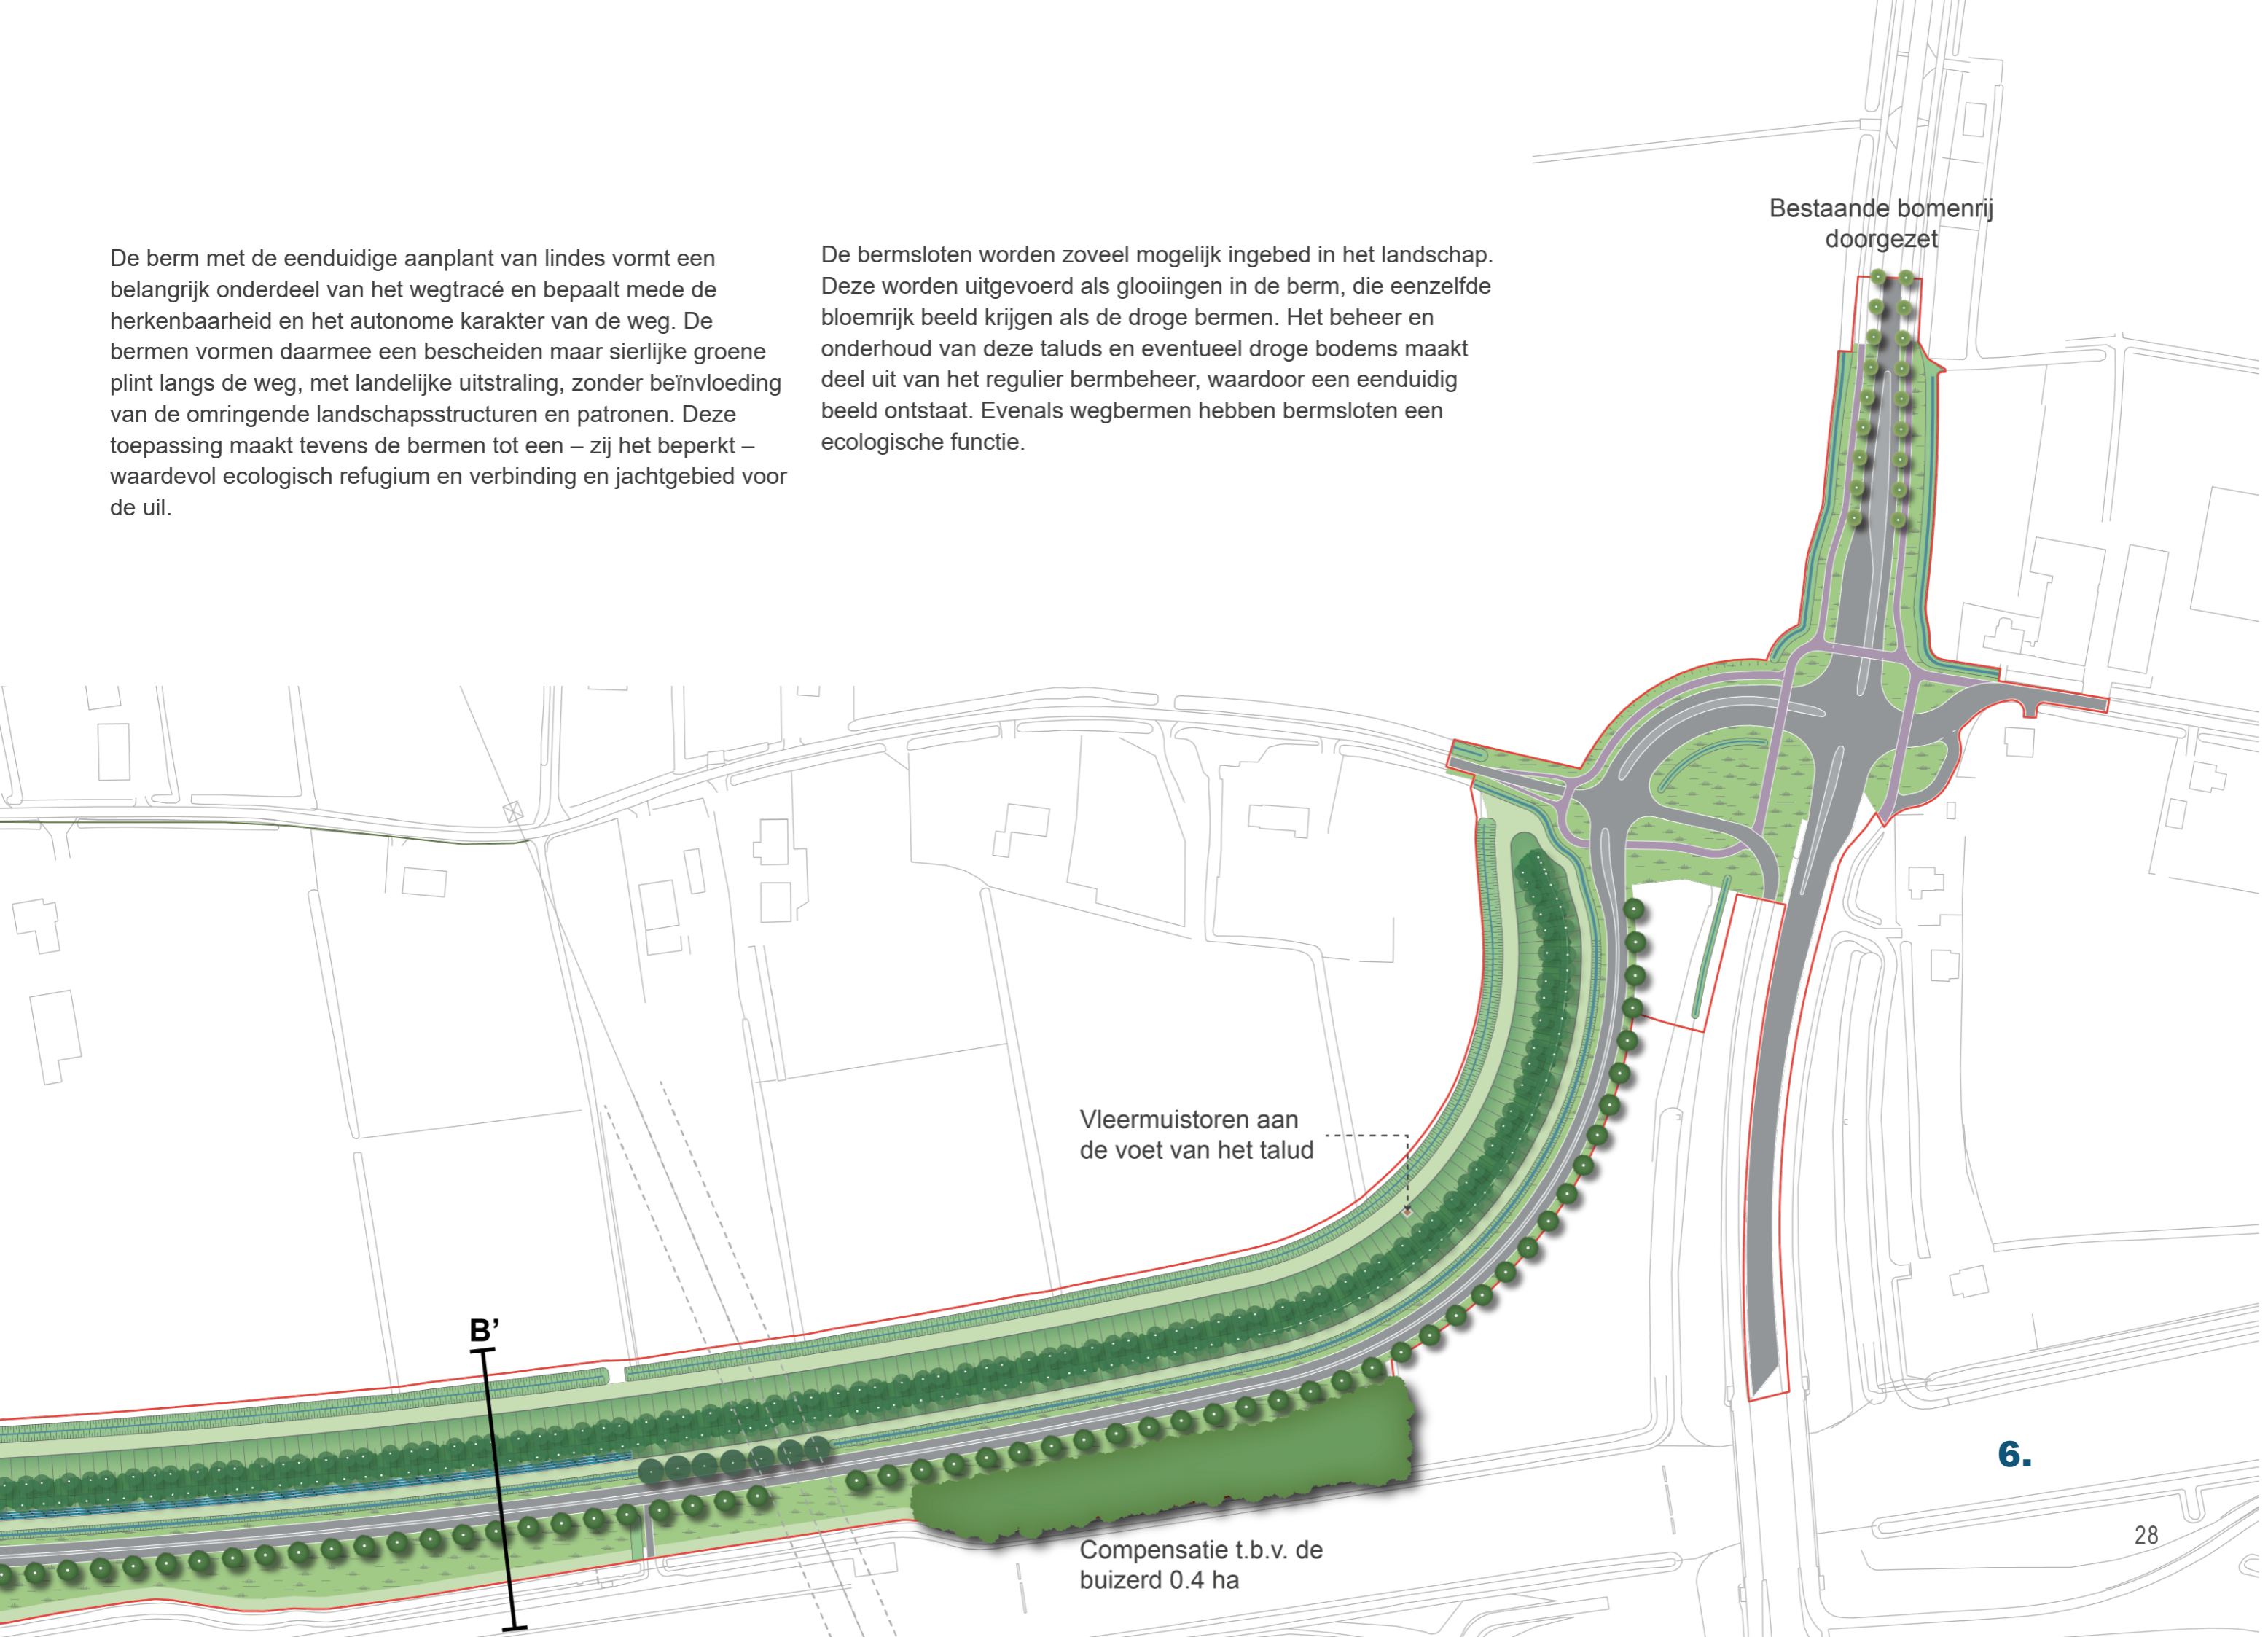 De berm met de eenduidige aanplant van lindes vormt een
belangrijk onderdeel van het wegtracé en bepaalt mede de
herkenbaarheid en het autonome karakter van de weg. De
bermen vormen daarmee een bescheiden maar sierlijke groene
plint langs de weg, met landelijke uitstraling, zonder beïnvloeding
van de omringende landschapsstructuren en patronen. Deze
toepassing maakt tevens de bermen tot een – zij het beperkt –
waardevol ecologisch refugium en verbinding en jachtgebied voor
de uil.
De bermsloten worden zoveel mogelijk ingebed in het landschap.
Deze worden uitgevoerd als glooiingen in de berm, die eenzelfde
bloemrijk beeld krijgen als de droge bermen. Het beheer en
onderhoud van deze taluds en eventueel droge bodems maakt
deel uit van het regulier bermbeheer, waardoor een eenduidig
beeld ontstaat. Evenals wegbermen hebben bermsloten een
ecologische functie.
Bestaande bomenrij
doorgezet
Vleermuistoren aan
de voet van het talud
B’
Compensatie t.b.v. de
buizerd 0.4 ha
6.
28